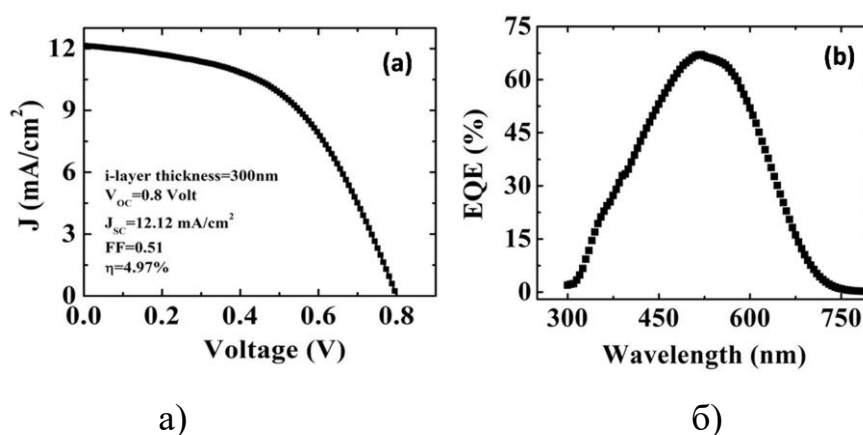 12
9
6
3
0
J (mA/cm²)
(a)
i-layer thickness=300nm
V_OC=0.8 Volt
J_SC=12.12 mA/cm²
FF=0.51
η=4.97%
0.0 0.2 0.4 0.6 0.8
Voltage (V)
а)
75
60
45
30
15
0
EQE (%)
(b)
300 450 600 750
Wavelength (nm)
б)